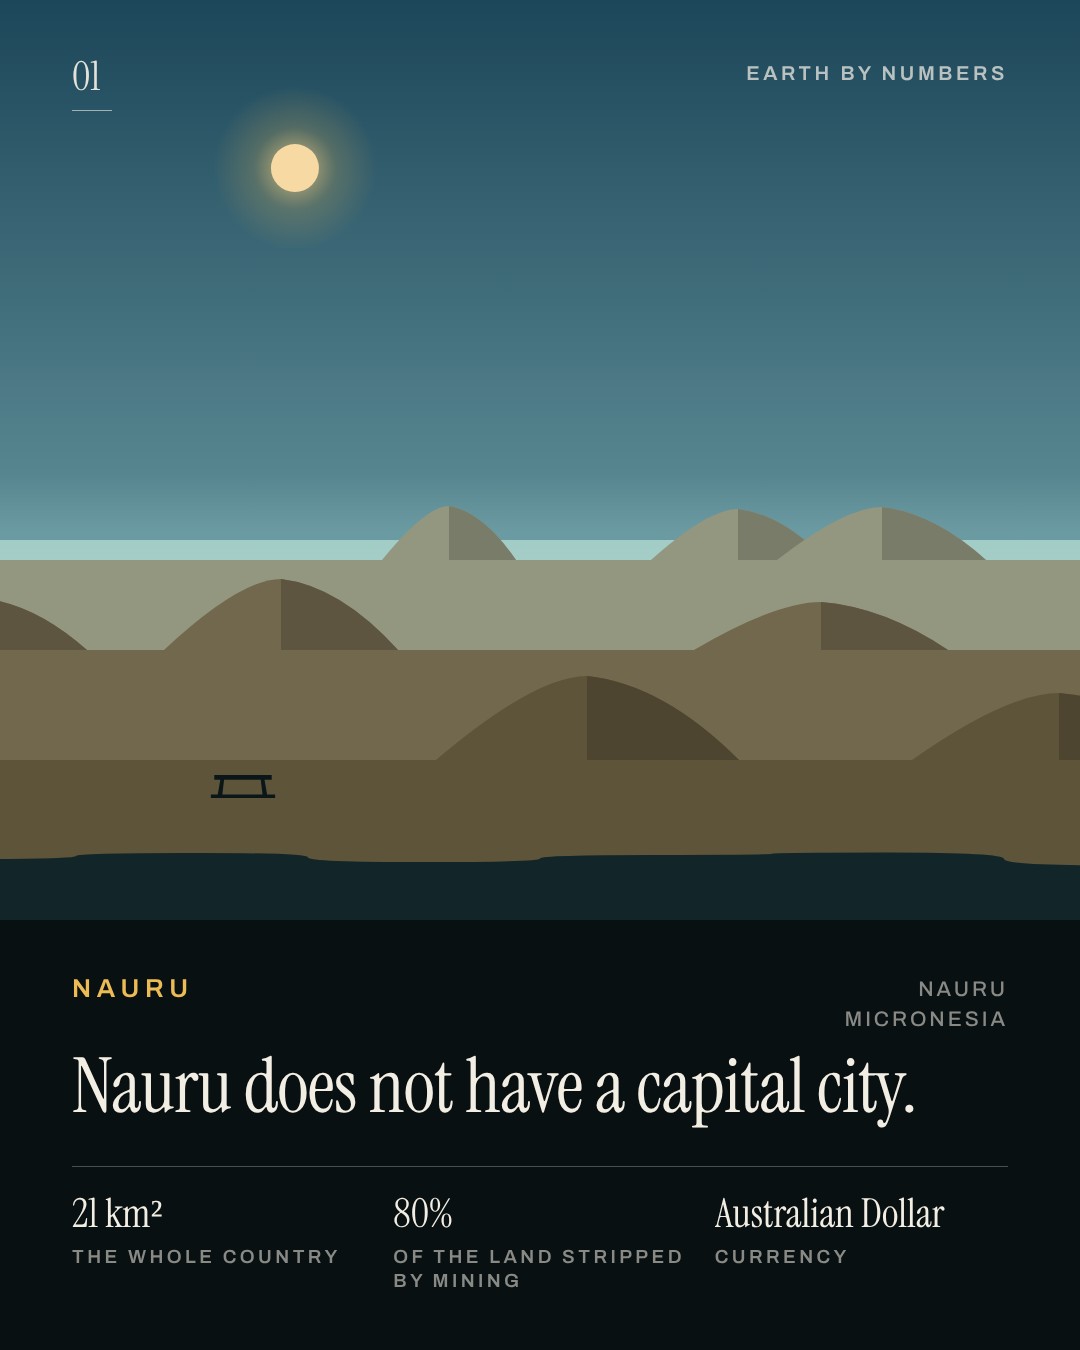 01
EARTH BY NUMBERS
NAURU
NAURU
MICRONESIA
Nauru does not have a capital city.
21 km²
THE WHOLE COUNTRY
80%
OF THE LAND STRIPPED
BY MINING
Australian Dollar
CURRENCY